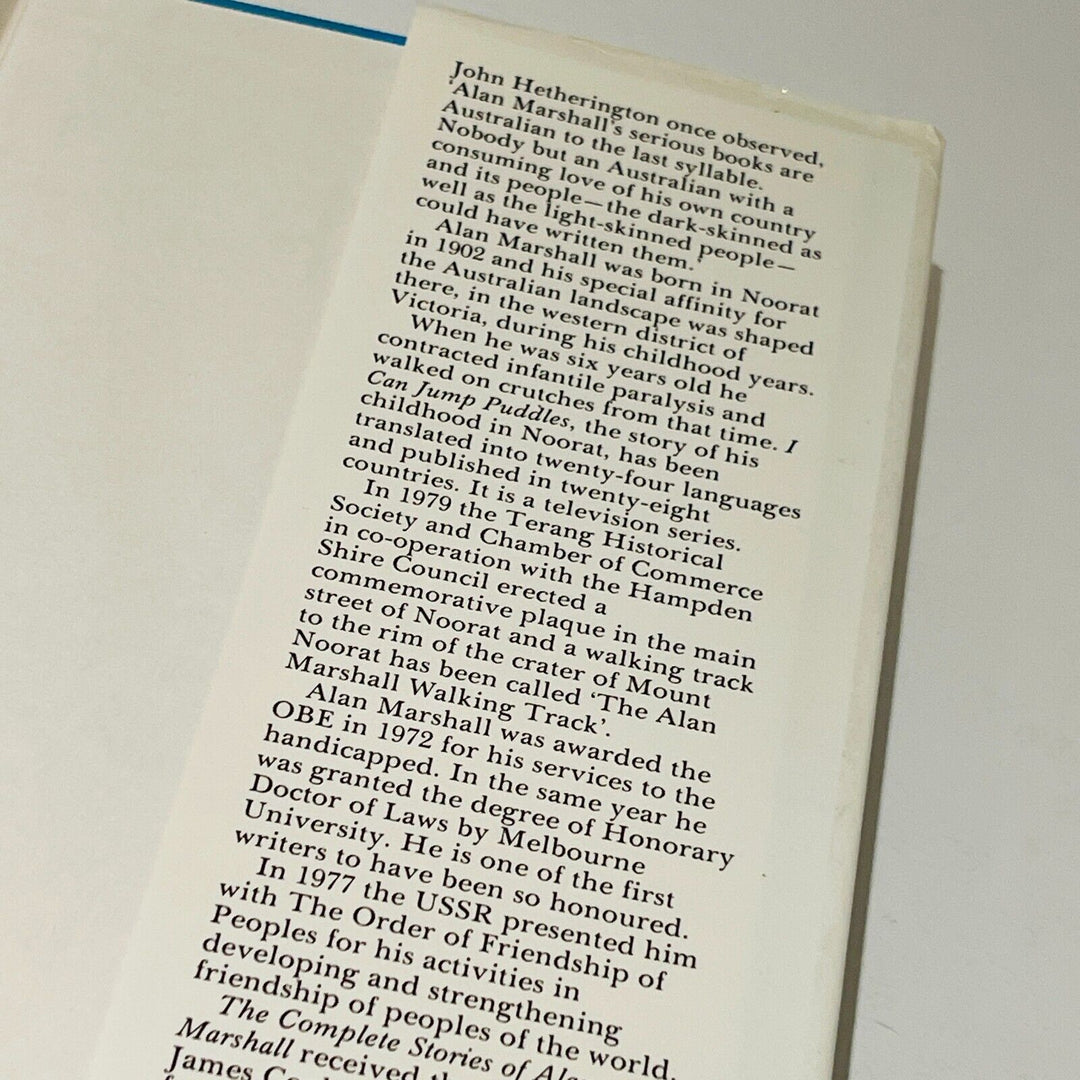 John Hetherington once observed,
'Alan Marshall's serious books are
Australian to the last syllable.
Nobody but an Australian with a
consuming love of his own country
and its people—the dark-skinned as
well as the light-skinned people—
could have written them.'
Alan Marshall was born in Noorat
in 1902 and his special affinity for
the Australian landscape was shaped
there, in the western district of
Victoria, during his childhood years.
When he was six years old he
contracted infantile paralysis and
walked on crutches from that time. I
Can Jump Puddles, the story of his
childhood in Noorat, has been
translated into twenty-four languages
and published in twenty-eight
countries. It is a television series.
In 1979 the Terang Historical
Society and Chamber of Commerce
in co-operation with the Hampden
Shire Council erected a
commemorative plaque in the main
street of Noorat and a walking track
to the rim of the crater of Mount
Noorat has been called 'The Alan
Marshall Walking Track'.
Alan Marshall was awarded the
OBE in 1972 for his services to the
handicapped. In the same year he
was granted the degree of Honorary
Doctor of Laws by Melbourne
University. He is one of the first
writers to have been so honoured.
In 1977 the USSR presented him
with The Order of Friendship of
Peoples for his activities in
developing and strengthening
friendship of peoples of the world.
The Complete Stories of
Marshall received
James